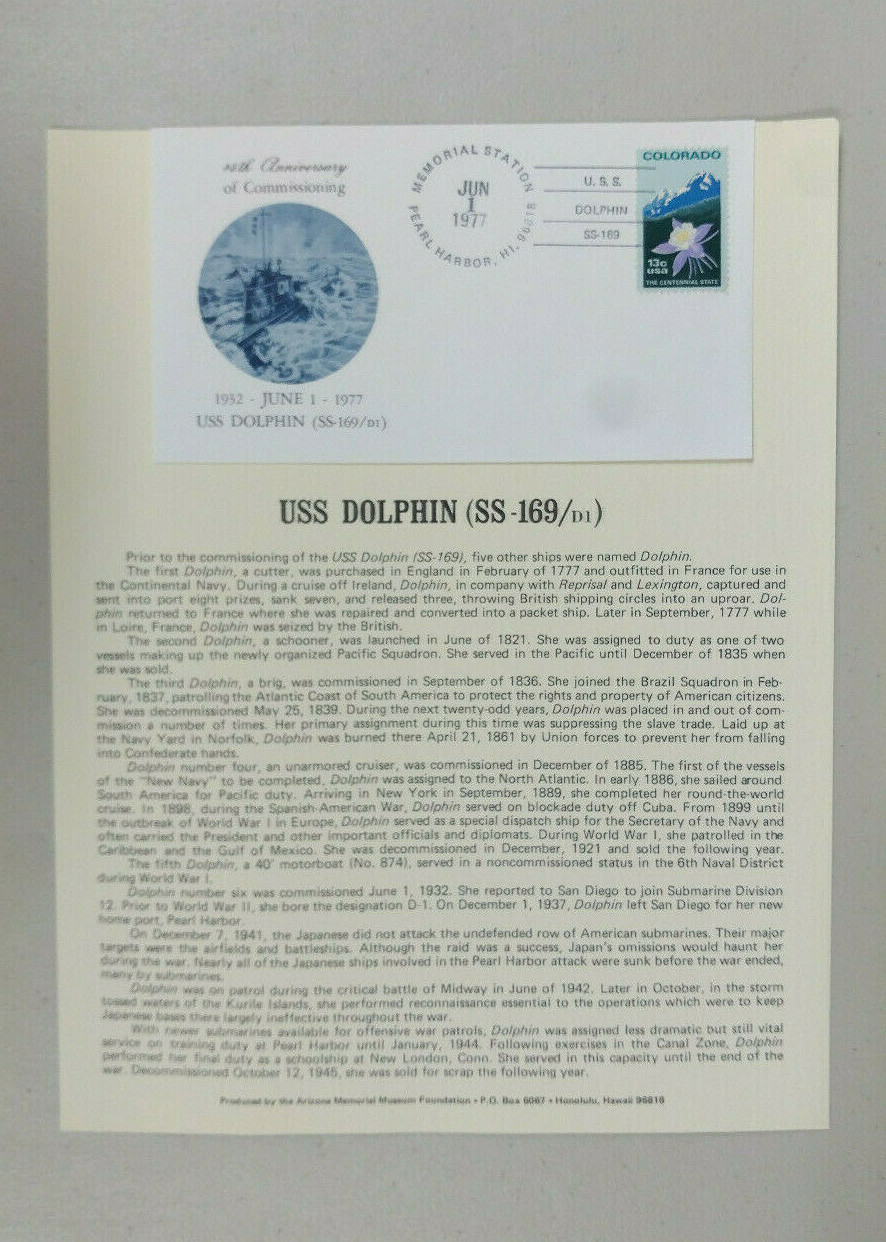 Anniversary
of Commissioning
1932 - JUNE 1 - 1977
USS DOLPHIN (SS-169/D1)
MEMORIAL STATION
JUN
1
1977
PEARL HARBOR, HI. 96818
U. S. S.
DOLPHIN
SS-169
COLORADO
13c
usa
THE CENTENNIAL STATE
USS DOLPHIN (SS-169/D1)
Prior to the commissioning of the USS Dolphin (SS-169), five other ships were named Dolphin.
The first Dolphin, a cutter, was purchased in England in February of 1777 and outfitted in France for use in
the Continental Navy. During a cruise off Ireland, Dolphin, in company with Reprisal and Lexington, captured and
sent into port eight prizes, sank seven, and released three, throwing British shipping circles into an uproar. Dol-
phin returned to France where she was repaired and converted into a packet ship. Later in September, 1777 while
in Loire, France, Dolphin was seized by the British.
The second Dolphin, a schooner, was launched in June of 1821. She was assigned to duty as one of two
vessels making up the newly organized Pacific Squadron. She served in the Pacific until December of 1835 when
she was sold.
The third Dolphin, a brig, was commissioned in September of 1836. She joined the Brazil Squadron in Feb-
ruary, 1837, patrolling the Atlantic Coast of South America to protect the rights and property of American citizens.
She was decommissioned May 25, 1839. During the next twenty-odd years, Dolphin was placed in and out of com-
mission a number of times. Her primary assignment during this time was suppressing the slave trade. Laid up at
the Navy Yard in Norfolk, Dolphin was burned there April 21, 1861 by Union forces to prevent her from falling
into Confederate hands.
Dolphin number four, an unarmored cruiser, was commissioned in December of 1885. The first of the vessels
of the "New Navy" to be completed, Dolphin was assigned to the North Atlantic. In early 1886, she sailed around
South America for Pacific duty. Arriving in New York in September, 1889, she completed her round-the-world
cruise. In 1898, during the Spanish-American War, Dolphin served on blockade duty off Cuba. From 1899 until
the outbreak of World War I in Europe, Dolphin served as a special dispatch ship for the Secretary of the Navy and
often carried the President and other important officials and diplomats. During World War I, she patrolled in the
Caribbean and the Gulf of Mexico. She was decommissioned in December, 1921 and sold the following year.
The fifth Dolphin, a 40' motorboat (No. 874), served in a noncommissioned status in the 6th Naval District
during World War I.
Dolphin number six was commissioned June 1, 1932. She reported to San Diego to join Submarine Division
12. Prior to World War II, she bore the designation D-1. On December 1, 1937, Dolphin left San Diego for her new
home port, Pearl Harbor.
On December 7, 1941, the Japanese did not attack the undefended row of American submarines. Their major
targets were the airfields and battleships. Although the raid was a success, Japan's omissions would haunt her
during the war. Nearly all of the Japanese ships involved in the Pearl Harbor attack were sunk before the war ended,
many by submarines.
Dolphin was on patrol during the critical battle of Midway in June of 1942. Later in October, in the storm
tossed waters of the Kurile Islands, she performed reconnaissance essential to the operations which were to keep
Japanese bases there largely ineffective throughout the war.
With newer submarines available for offensive war patrols, Dolphin was assigned less dramatic but still vital
service on training duty at Pearl Harbor until January, 1944. Following exercises in the Canal Zone, Dolphin
performed her final duty as a schoolship at New London, Conn. She served in this capacity until the end of the
war. Decommissioned October 12, 1945, she was sold for scrap the following year.
Produced by the Arizona Memorial Museum Foundation • P.O. Box 6067 • Honolulu, Hawaii 96818